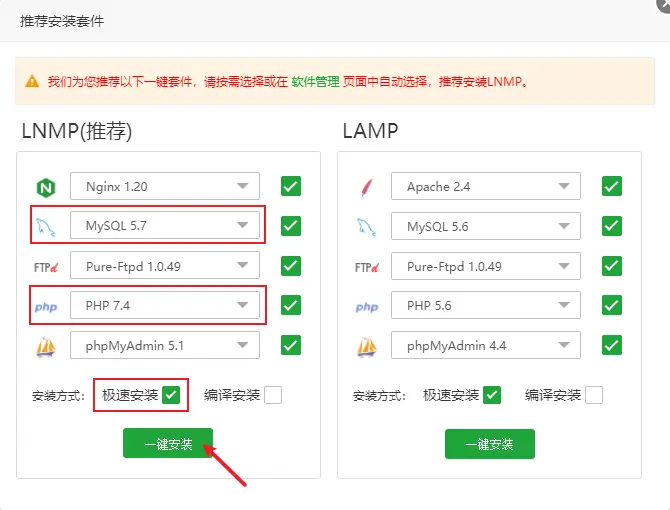 推荐安装套件
我们为您推荐以下一键套件，请按需选择或在 软件管理 页面中自动选择，推荐安装LNMP。
LNMP(推荐)
Nginx 1.20
MySQL 5.7
FTPd Pure-Ftpd 1.0.49
php PHP 7.4
phpMyAdmin 5.1
安装方式： 极速安装 编译安装
一键安装
LAMP
Apache 2.4
MySQL 5.6
FTPd Pure-Ftpd 1.0.49
php PHP 5.6
phpMyAdmin 4.4
安装方式： 极速安装 编译安装
一键安装